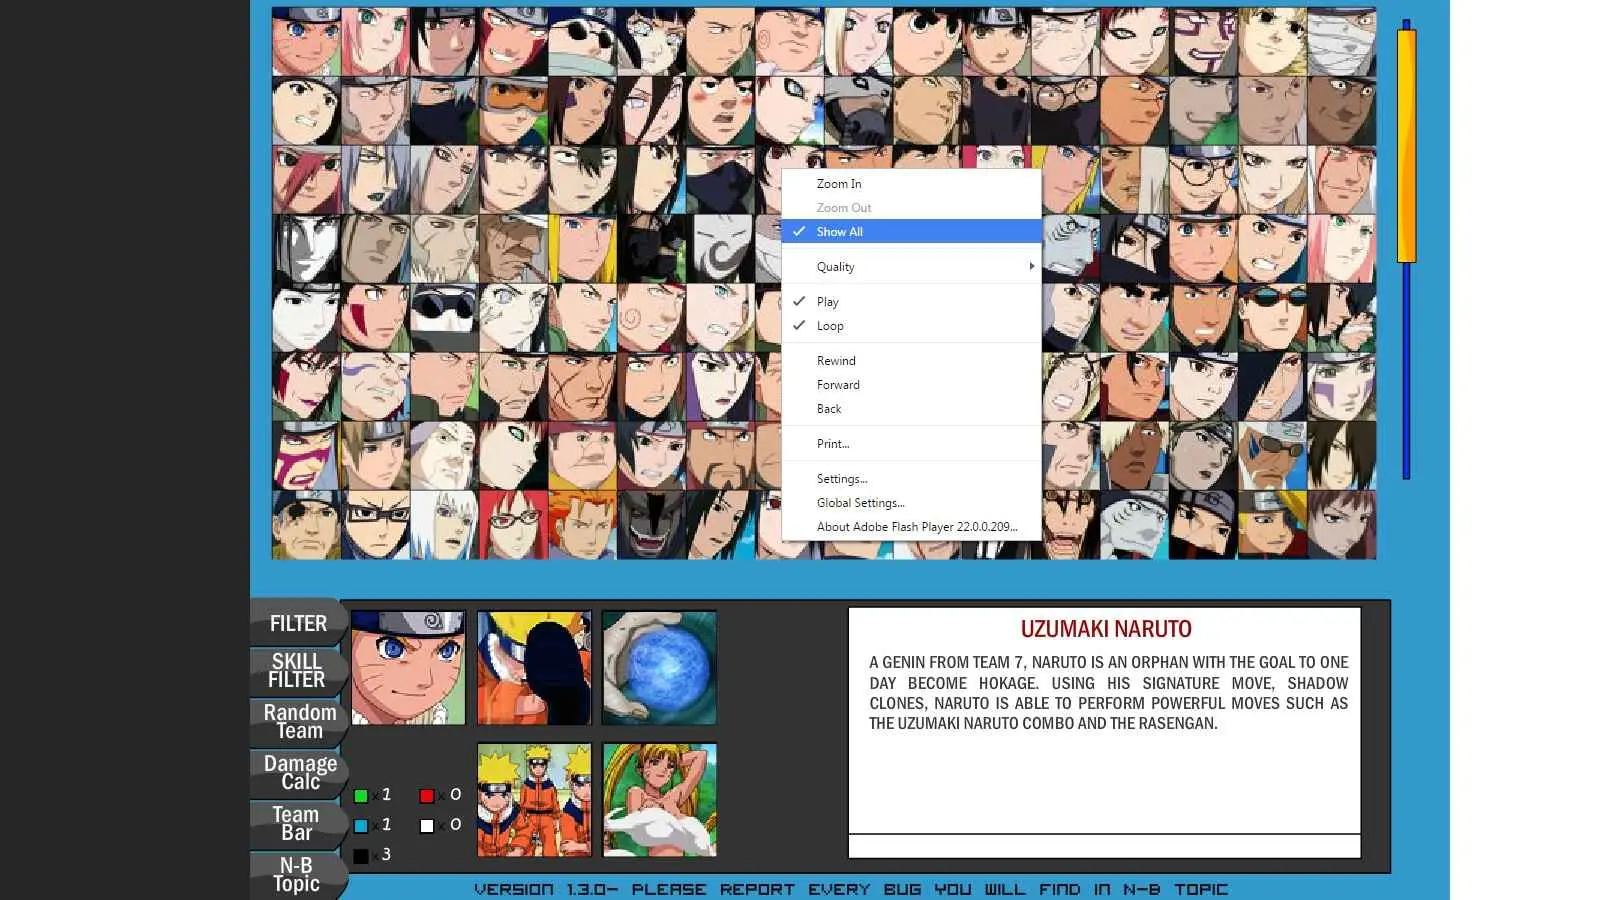 Zoom In
Zoom Out
Show All
Quality
Play
Loop
Rewind
Forward
Back
Print...
Settings...
Global Settings...
About Adobe Flash Player 22.0.0.209...
FILTER
SKILL
FILTER
Random
Team
Damage
Calc
Team
Bar
N-B
Topic
x 1
x 0
x 1
x 0
x 3
UZUMAKI NARUTO
A GENIN FROM TEAM 7, NARUTO IS AN ORPHAN WITH THE GOAL TO ONE
DAY BECOME HOKAGE. USING HIS SIGNATURE MOVE, SHADOW
CLONES, NARUTO IS ABLE TO PERFORM POWERFUL MOVES SUCH AS
THE UZUMAKI NARUTO COMBO AND THE RASENGAN.
VERSION 1.3.0- PLEASE REPORT EVERY BUG YOU WILL FIND IN N-B TOPIC